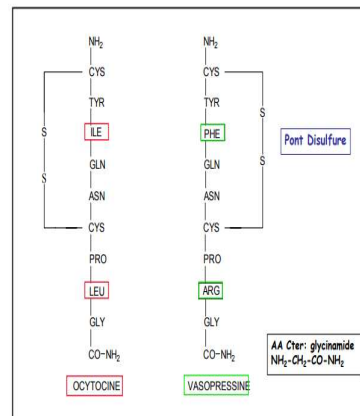 NH2
CYS
TYR
ILE
GLN
ASN
CYS
PRO
LEU
GLY
CO-NH2
S
S
OCYTOCINE
NH2
CYS
TYR
PHE
GLN
ASN
CYS
PRO
ARG
GLY
CO-NH2
S
S
VASOPRESSINE
Pont Disulfure
AA Cter: glycinamide
NH2-CH2-CO-NH2